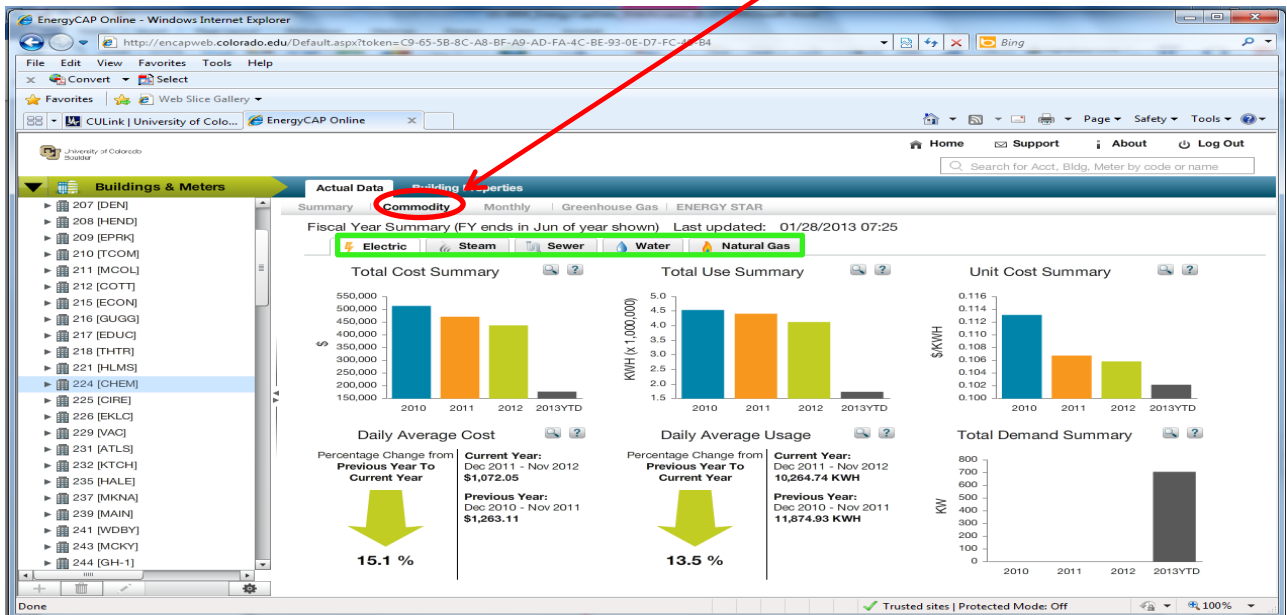 EnergyCAP Online - Windows Internet Explorer
http://encapweb.colorado.edu/Default.aspx?token=C9-65-5B-8C-A8-BF-A9-AD-FA-4C-BE-93-0E-D7-FC-
Bing
File Edit View Favorites Tools Help
x Convert Select
Favorites Web Slice Gallery
CULink | University of Colo... EnergyCAP Online x
Page Safety Tools
University of Colorado
Boulder
Home Support About Log Out
Search for Acct, Bldg, Meter by code or name
Buildings & Meters
Actual Data Building Properties
Summary Commodity Monthly Greenhouse Gas ENERGY STAR
Fiscal Year Summary (FY ends in Jun of year shown) Last updated: 01/28/2013 07:25
Electric Steam Sewer Water Natural Gas
207 [DEN]
208 [HEND]
209 [EPRK]
210 [TCOM]
211 [MCOL]
212 [COTT]
215 [ECON]
216 [GUGG]
217 [EDUC]
218 [THTR]
221 [HLMS]
224 [CHEM]
225 [CIRE]
226 [EKLC]
229 [VAC]
231 [ATLS]
232 [KTCH]
235 [HALE]
237 [MKNA]
239 [MAIN]
241 [WDBY]
243 [MCKY]
244 [GH-1]
Total Cost Summary
$
550,000
500,000
450,000
400,000
350,000
300,000
250,000
200,000
150,000
2010 2011 2012 2013YTD
Total Use Summary
KWH (x 1,000,000)
5.0
4.5
4.0
3.5
3.0
2.5
2.0
1.5
2010 2011 2012 2013YTD
Unit Cost Summary
$/KWH
0.116
0.114
0.112
0.110
0.108
0.106
0.104
0.102
0.100
2010 2011 2012 2013YTD
Daily Average Cost
Percentage Change from
Previous Year To
Current Year
15.1 %
Current Year:
Dec 2011 - Nov 2012
$1,072.05
Previous Year:
Dec 2010 - Nov 2011
$1,263.11
Daily Average Usage
Percentage Change from
Previous Year To
Current Year
13.5 %
Current Year:
Dec 2011 - Nov 2012
10,264.74 KWH
Previous Year:
Dec 2010 - Nov 2011
11,874.93 KWH
Total Demand Summary
KW
800
700
600
500
400
300
200
100
0
2010 2011 2012 2013YTD
Done
Trusted sites | Protected Mode: Off
100%